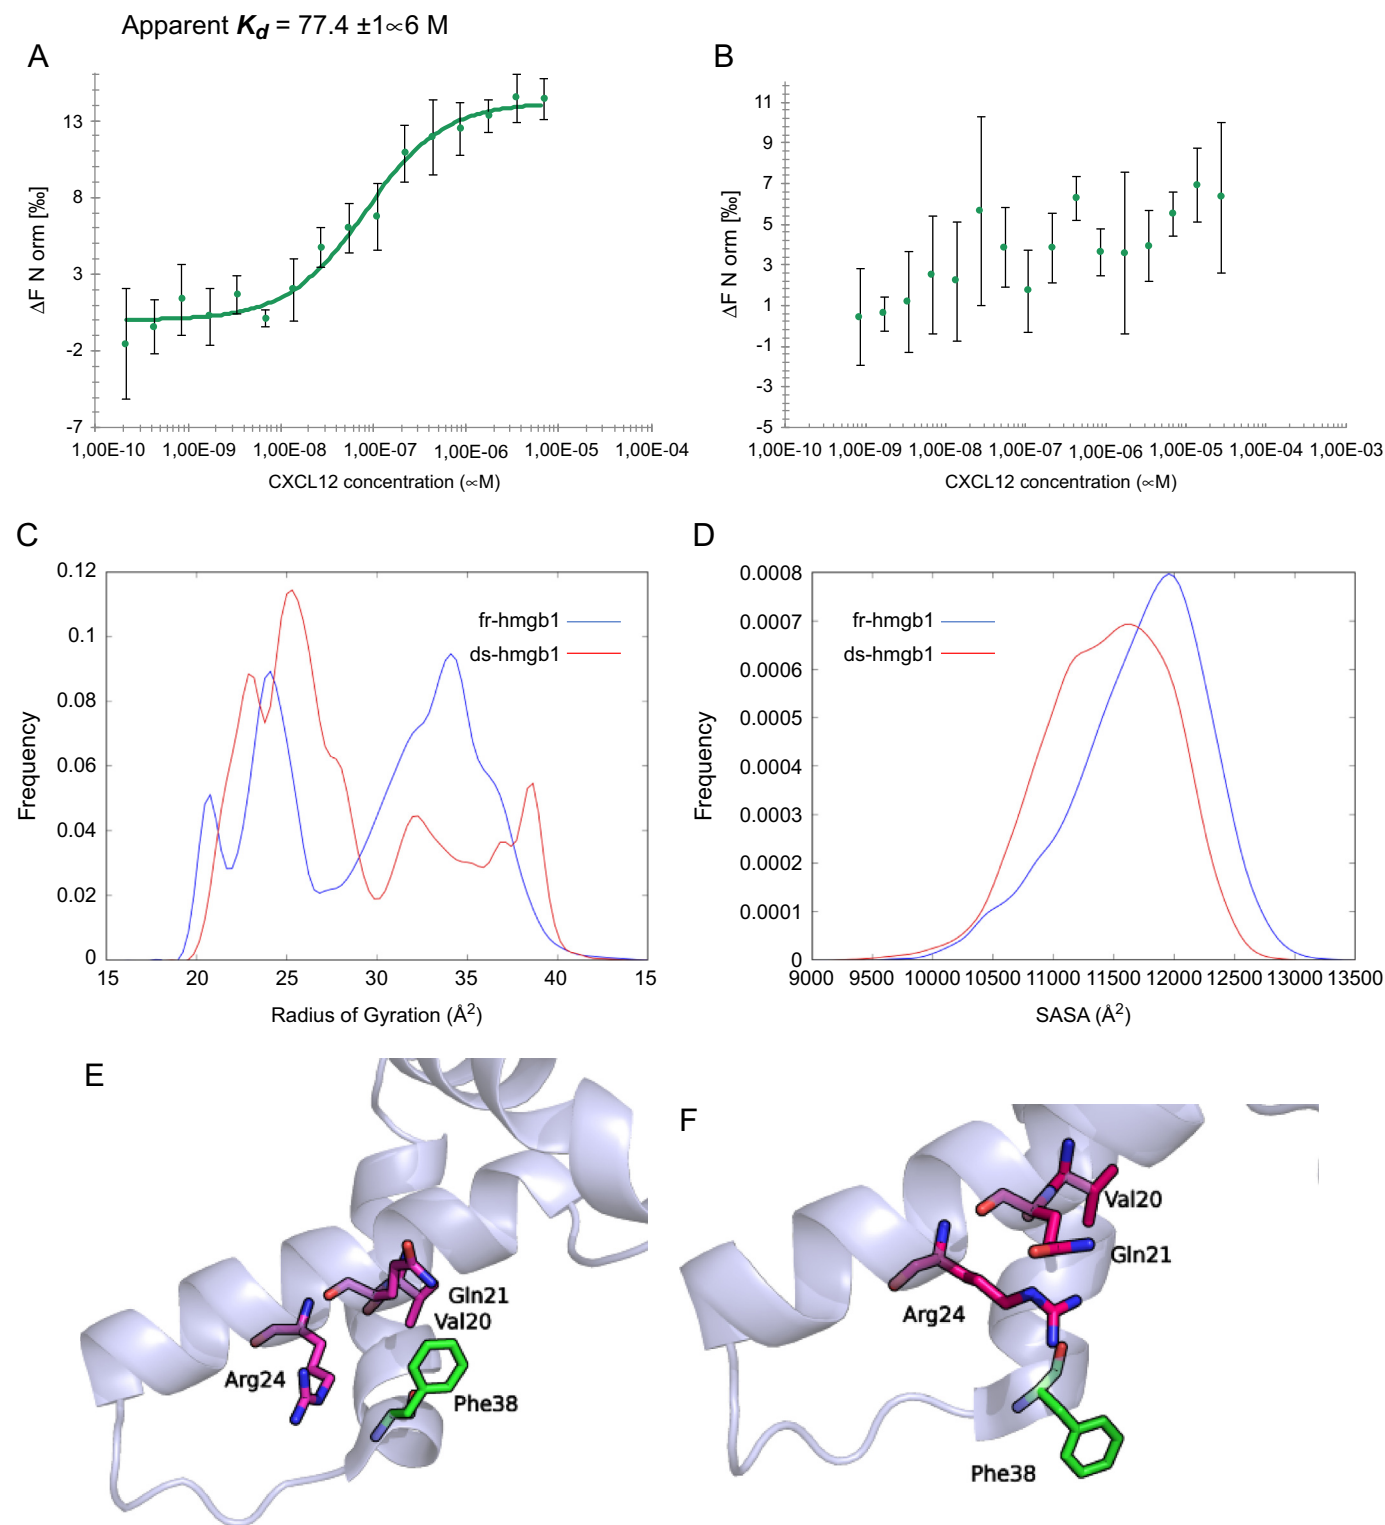 Apparent Kd = 77.4 ±1∝6 M
A
13
8
3
-2
-7
ΔF N orm [‰]
1,00E-10 1,00E-09 1,00E-08 1,00E-07 1,00E-06 1,00E-05 1,00E-04
CXCL12 concentration (∝M)
B
11
9
7
5
3
1
-1
-3
-5
ΔF N orm [‰]
1,00E-10 1,00E-09 1,00E-08 1,00E-07 1,00E-06 1,00E-05 1,00E-04 1,00E-03
CXCL12 concentration (∝M)
C
0.12
0.1
0.08
0.06
0.04
0.02
0
Frequency
fr-hmgb1
ds-hmgb1
15 20 25 30 35 40 15
Radius of Gyration (Å²)
D
0.0008
0.0007
0.0006
0.0005
0.0004
0.0003
0.0002
0.0001
0
Frequency
fr-hmgb1
ds-hmgb1
9000 9500 10000 10500 11000 11500 12000 12500 13000 13500
SASA (Å²)
E
Gln21
Val20
Arg24
Phe38
F
Val20
Gln21
Arg24
Phe38